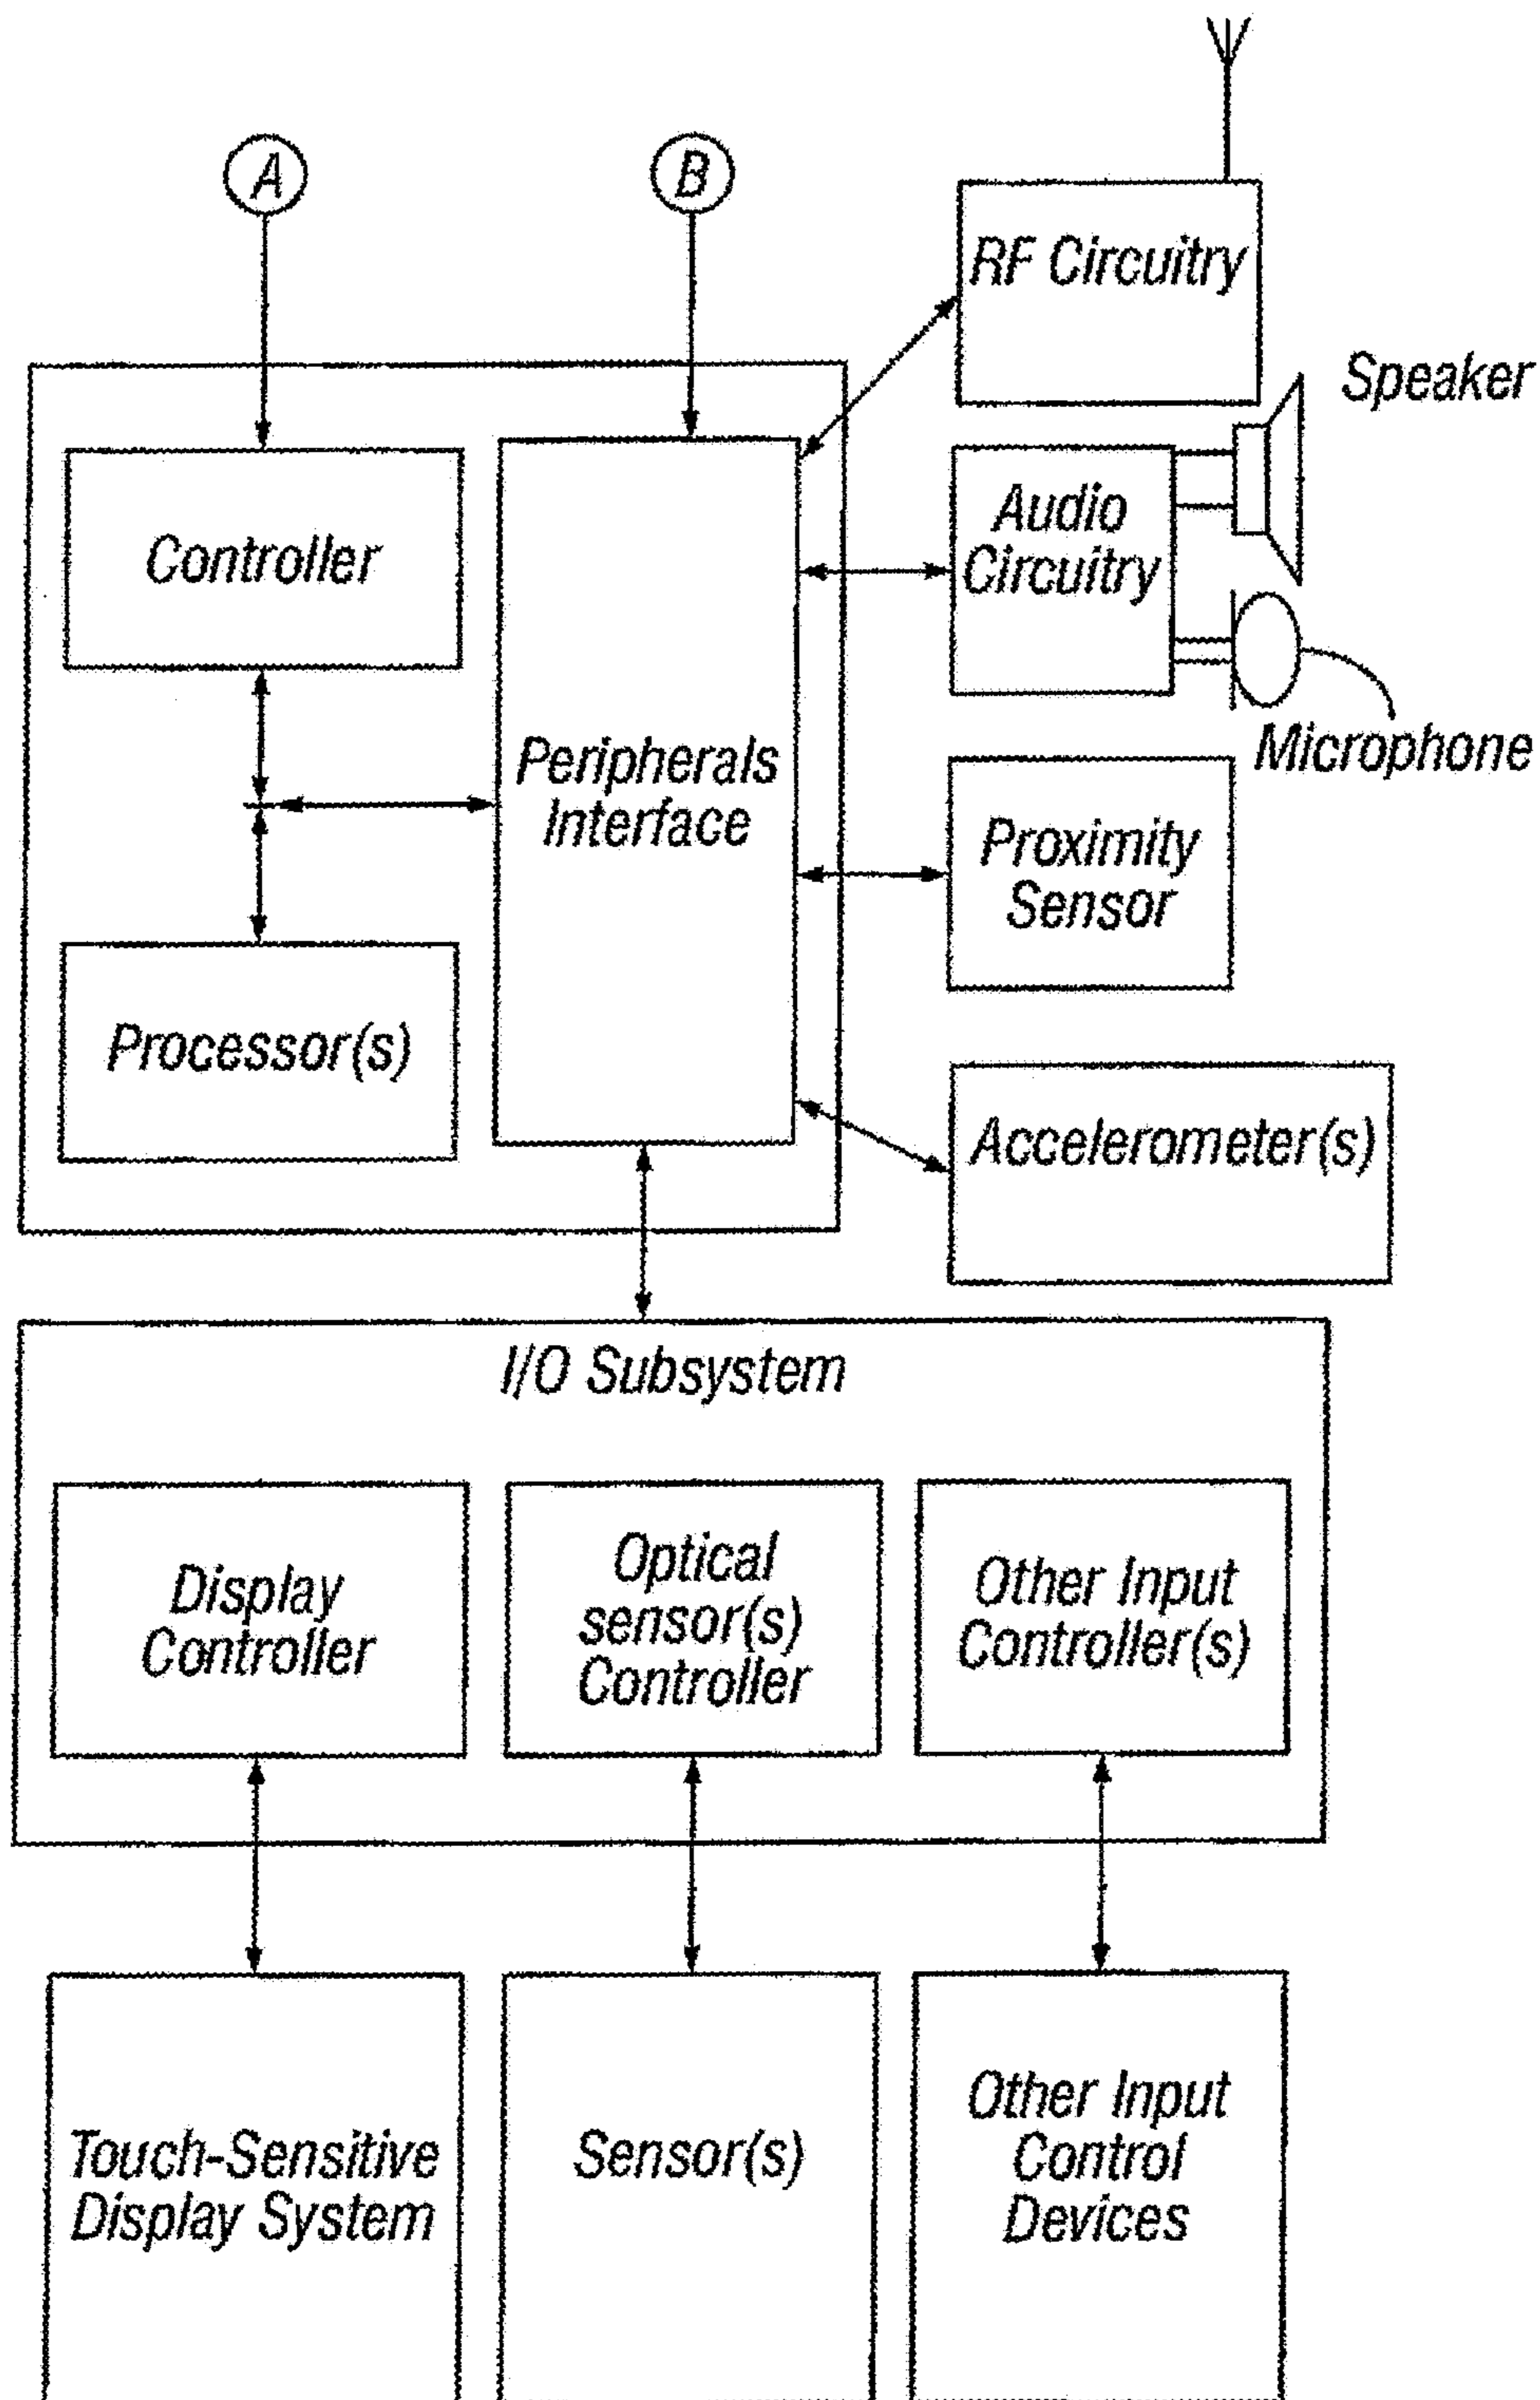 A
B
RF Circuitry
Speaker
Controller
Audio
Circuitry
Microphone
Peripherals
Interface
Proximity
Sensor
Processor(s)
Accelerometer(s)
I/O Subsystem
Display
Controller
Optical
sensor(s)
Controller
Other Input
Controller(s)
Touch-Sensitive
Display System
Sensor(s)
Other Input
Control
Devices